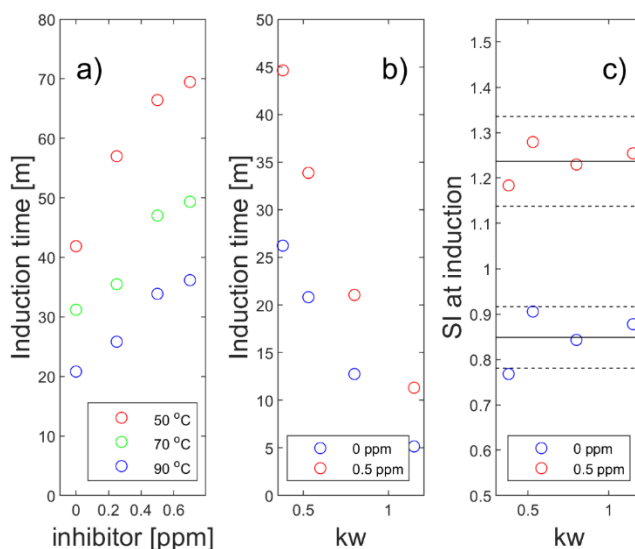 a)
80
70
60
50
40
30
20
10
0
Induction time [m]
0 0.2 0.4 0.6
inhibitor [ppm]
50 °C
70 °C
90 °C
b)
50
45
40
35
30
25
20
15
10
5
0
Induction time [m]
0.5 1
kw
0 ppm
0.5 ppm
c)
1.5
1.4
1.3
1.2
1.1
1
0.9
0.8
0.7
0.6
0.5
SI at induction
0.5 1
kw
0 ppm
0.5 ppm